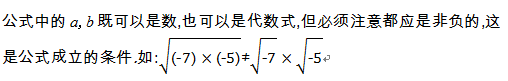 公式中的 a, b 既可以是数,也可以是代数式,但必须注意都应是非负的,这
是公式成立的条件.如:√((-7) × (-5))≠√-7 × √-5